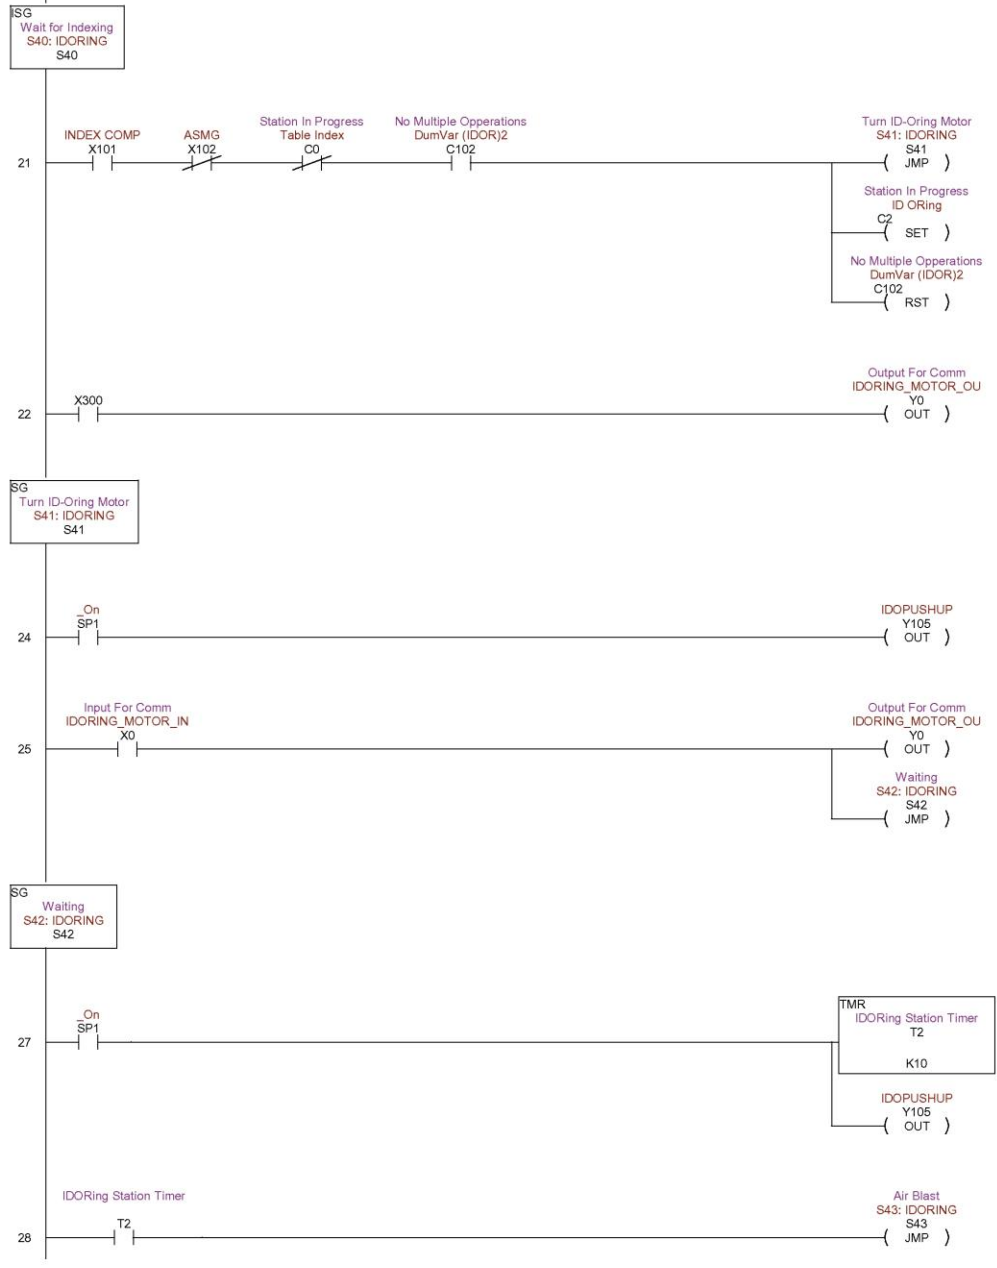 ISG
Wait for Indexing
S40: IDORING
S40
INDEX COMP
X101
ASMG
X102
Station In Progress
Table Index
C0
No Multiple Opperations
DumVar (IDOR)2
C102
Turn ID-Oring Motor
S41: IDORING
S41
JMP
21
Station In Progress
ID ORing
C2
SET
No Multiple Opperations
DumVar (IDOR)2
C102
RST
X300
Output For Comm
IDORING_MOTOR_OU
Y0
OUT
22
SG
Turn ID-Oring Motor
S41: IDORING
S41
_On
SP1
IDOPUSHUP
Y105
OUT
24
Input For Comm
IDORING_MOTOR_IN
X0
Output For Comm
IDORING_MOTOR_OU
Y0
OUT
25
Waiting
S42: IDORING
S42
JMP
SG
Waiting
S42: IDORING
S42
_On
SP1
TMR
IDORing Station Timer
T2
K10
27
IDOPUSHUP
Y105
OUT
IDORing Station Timer
T2
Air Blast
S43: IDORING
S43
JMP
28